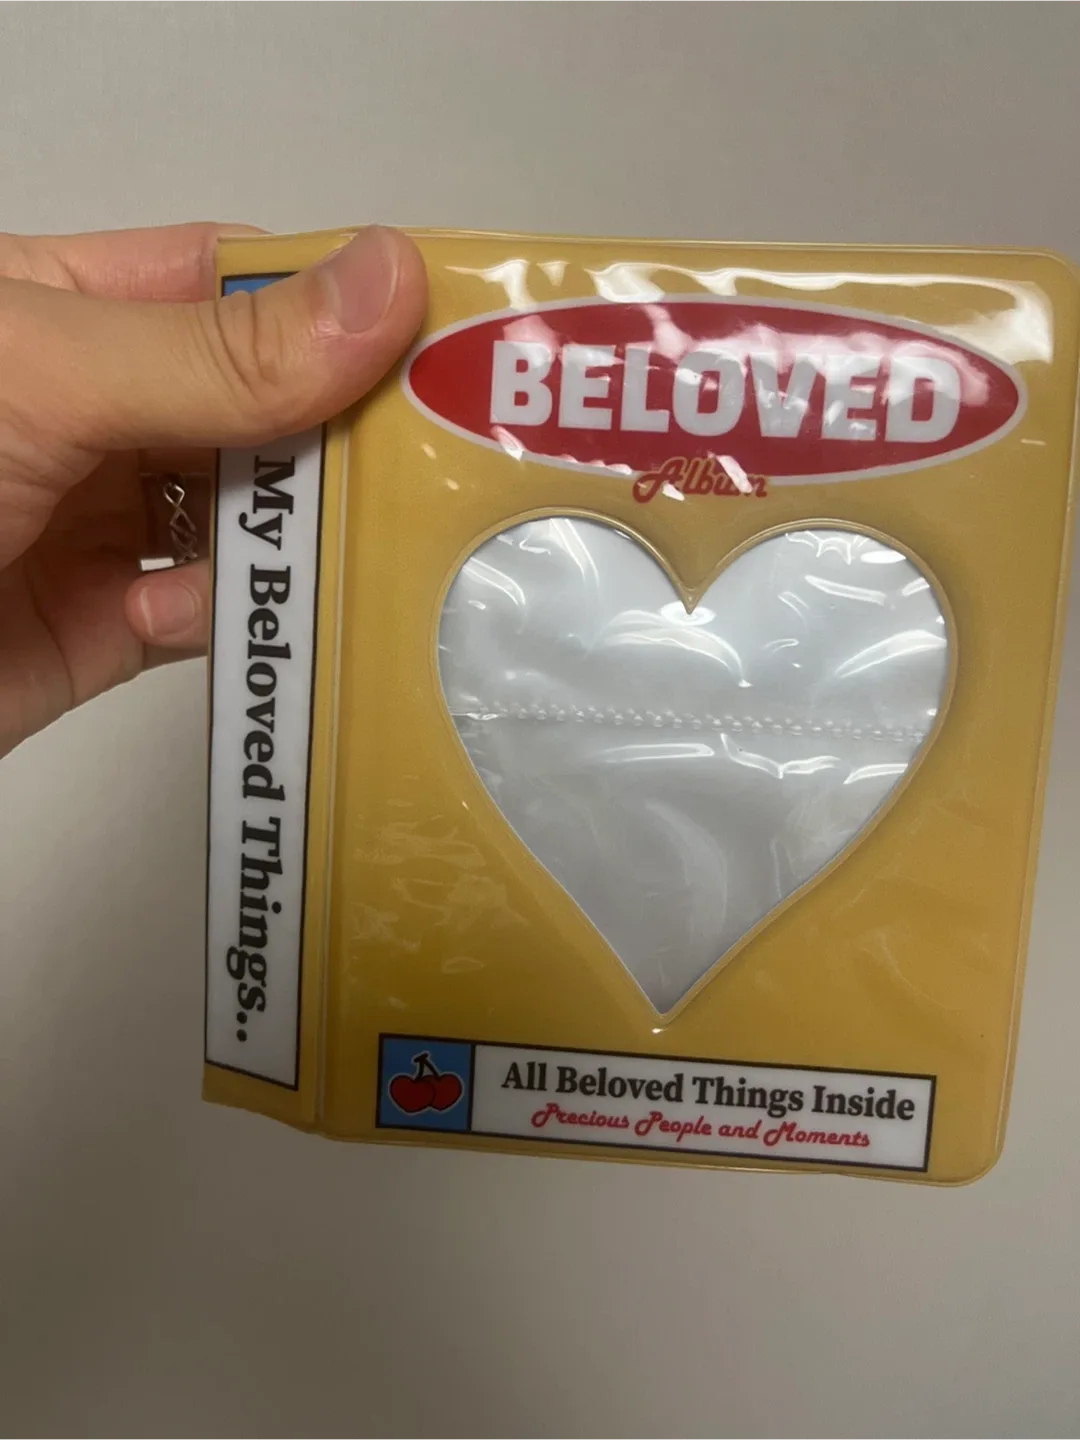 BELOVED
Album
My Beloved Things..
All Beloved Things Inside
Precious People and Moments